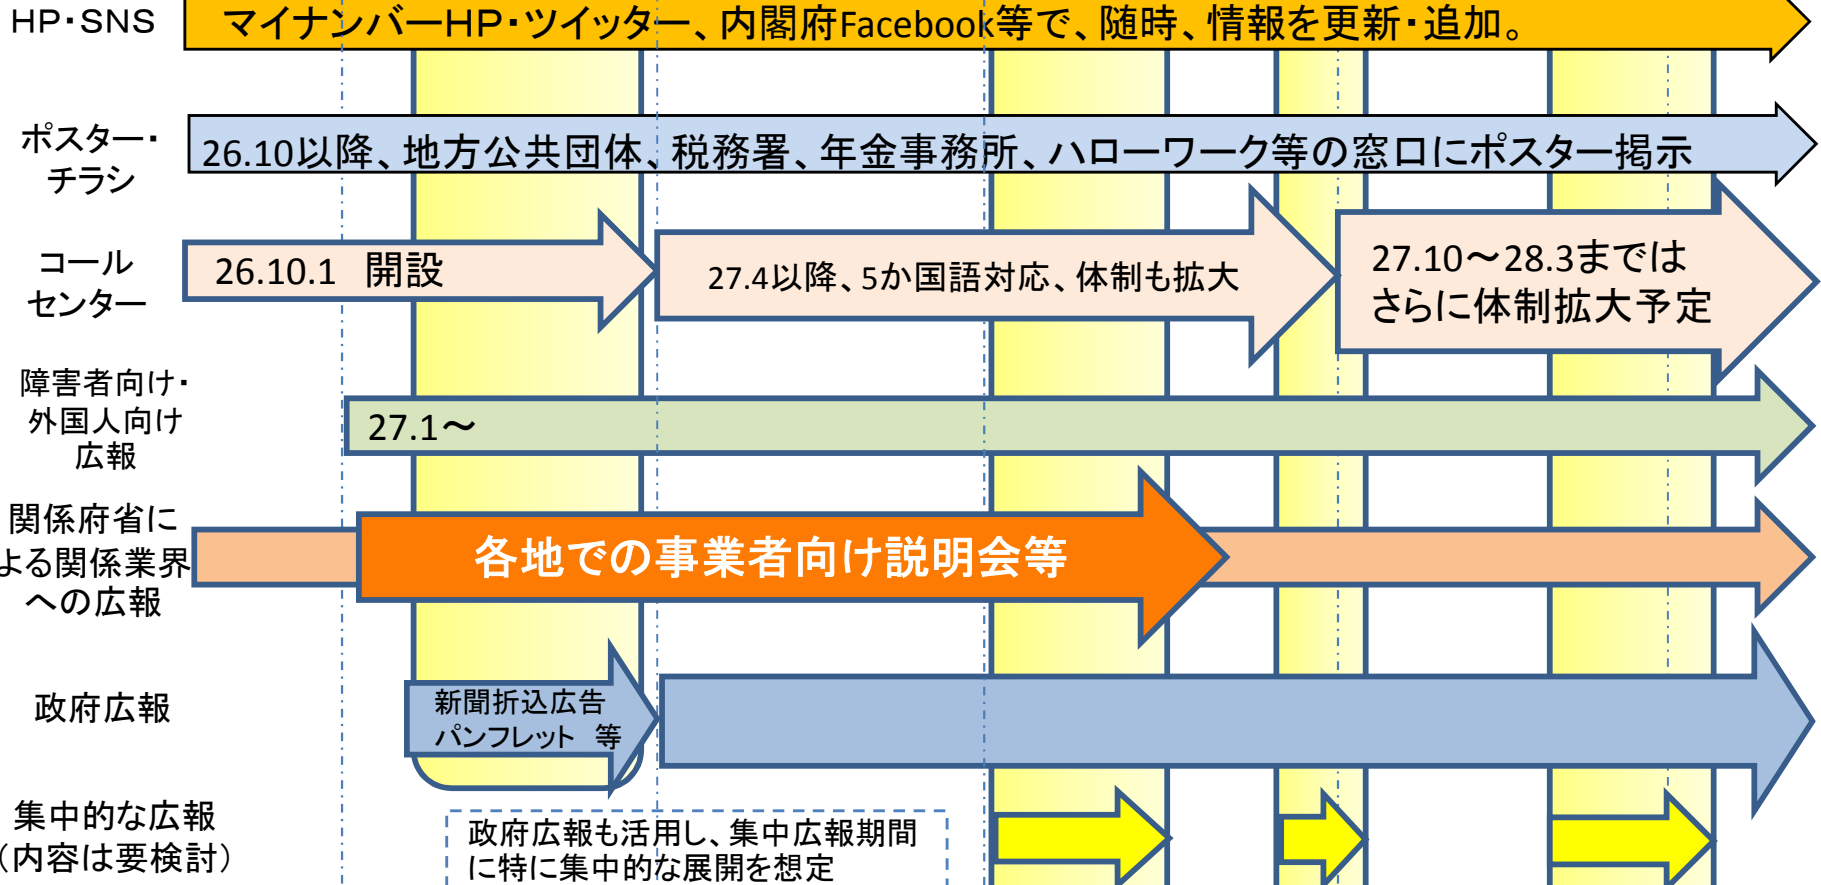 HP・SNS
マイナンバーHP・ツイッター、内閣府Facebook等で、随時、情報を更新・追加。
ポスター・
チラシ
26.10以降、地方公共団体、税務署、年金事務所、ハローワーク等の窓口にポスター掲示
コール
センター
26.10.1 開設
27.4以降、5か国語対応、体制も拡大
27.10～28.3までは
さらに体制拡大予定
障害者向け・
外国人向け
広報
27.1～
関係府省に
よる関係業界
への広報
各地での事業者向け説明会等
政府広報
新聞折込広告
パンフレット 等
集中的な広報
（内容は要検討）
政府広報も活用し、集中広報期間
に特に集中的な展開を想定